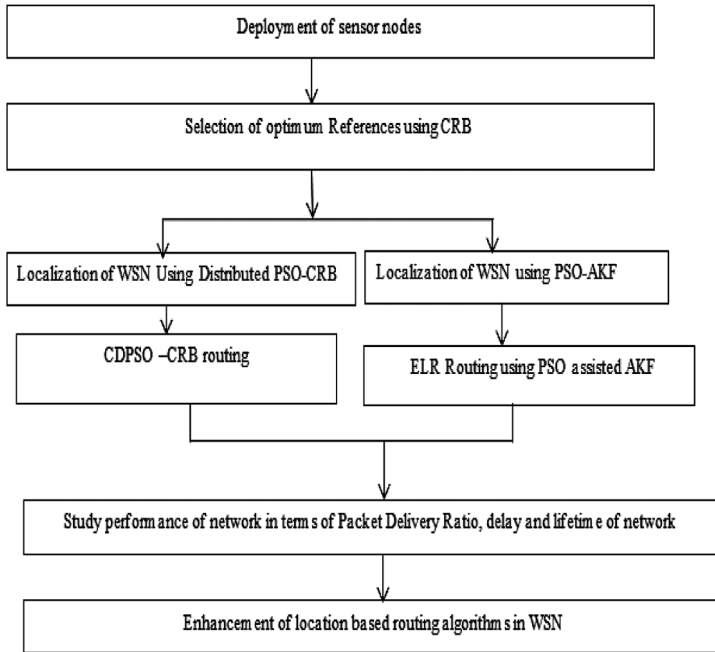 Deployment of sensor nodes
Selection of optimum References using CRB
Localization of WSN Using Distributed PSO-CRB
Localization of WSN using PSO-AKF
CDPSO –CRB routing
ELR Routing using PSO assisted AKF
Study performance of network in terms of Packet Delivery Ratio, delay and lifetime of network
Enhancement of location based routing algorithms in WSN